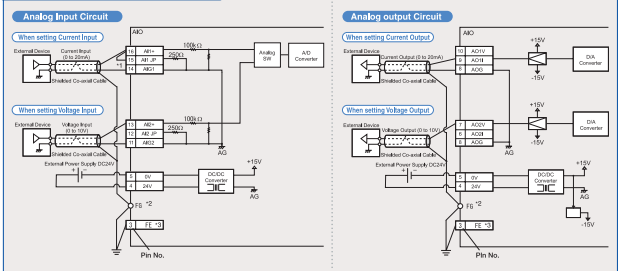 Analog Input Circuit
When setting Current Input
AIO
External Device
Current Input
(0 to 20mA)
*1
Shielded Co-axial Cable
16 AI1+
15 AI1 JP
14 AIG1
100kΩ
250Ω
Analog
SW
A/D
Converter
When setting Voltage Input
External Device
Voltage Input
(0 to 10V)
Shielded Co-axial Cable
13 AI2+
12 AI2 JP
11 AIG2
100kΩ
250Ω
AG
External Power Supply DC24V
+ −
5 0V
4 24V
DC/DC
Converter
+15V
AG
FG *2
3 FE *3
Pin No.
Analog output Circuit
When setting Current Output
AIO
External Device
Current Output (0 to 20mA)
Shielded Co-axial Cable
10 AO1V
9 AO1I
8 AOG
+15V
-15V
D/A
Converter
AG
When setting Voltage Output
External Device
Voltage Output (0 to 10V)
Shielded Co-axial Cable
AO2V
6 AO2I
8 AOG
+15V
-15V
D/A
Converter
External Power Supply DC24V
+ −
5 0V
4 24V
DC/DC
Converter
+15V
AG
-15V
FG *2
3 FE *3
Pin No.